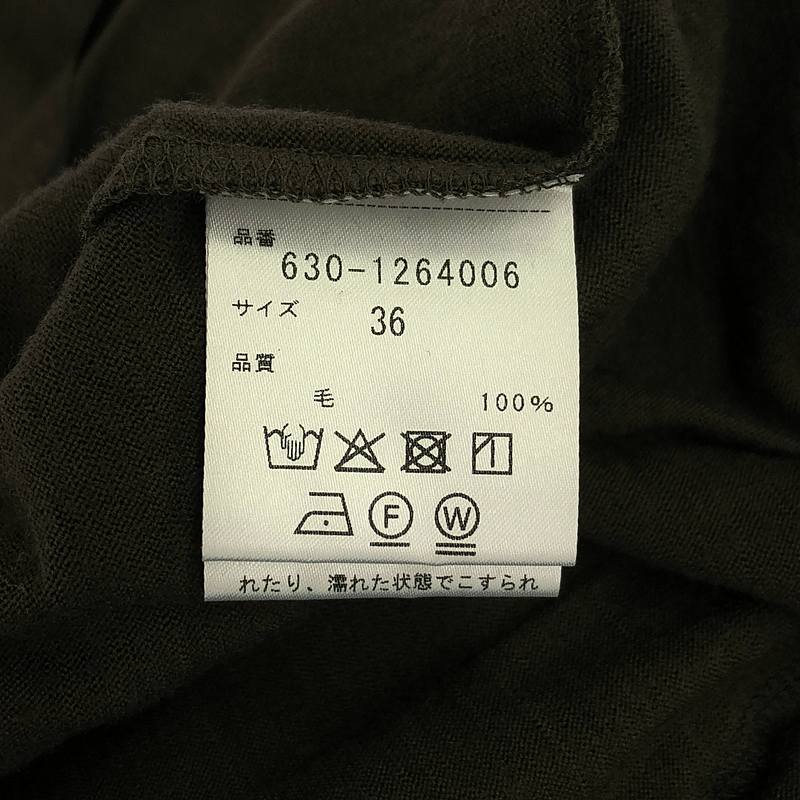 品番
630-1264006
サイズ 36
品質
毛 100%
F W
れたり、濡れた状態でこすられ